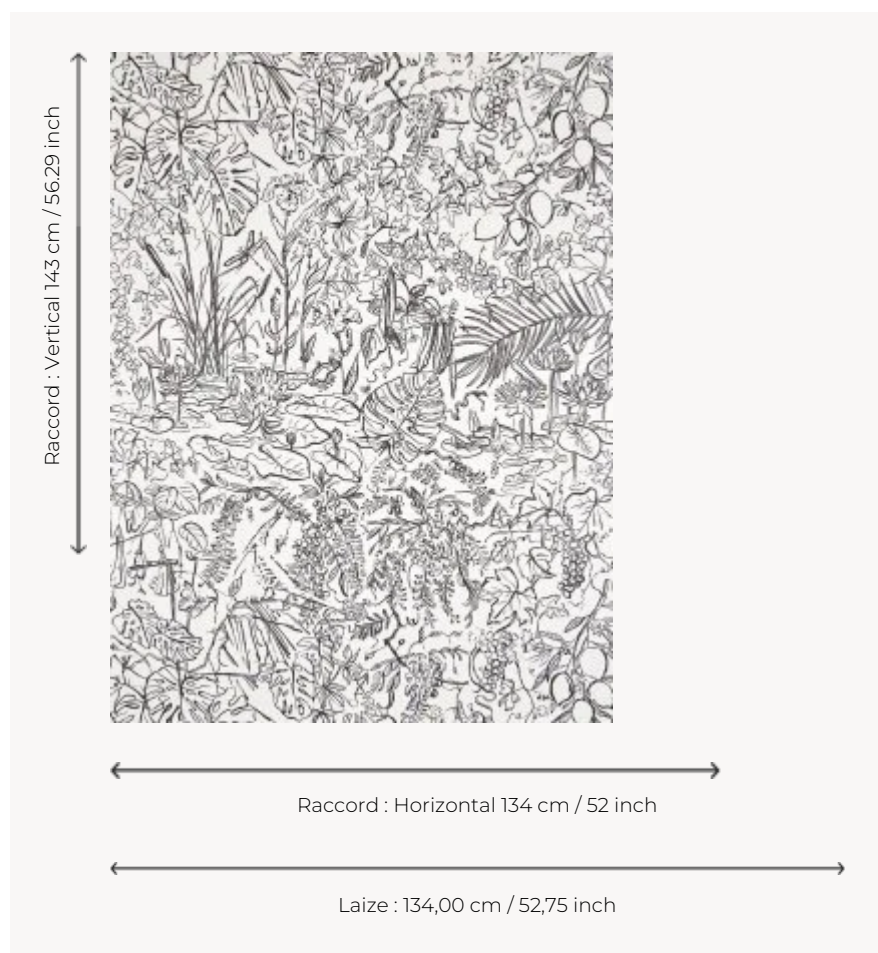 Raccord : Vertical 143 cm / 56.29 inch
Raccord : Horizontal 134 cm / 52 inch
Laize : 134,00 cm / 52,75 inch